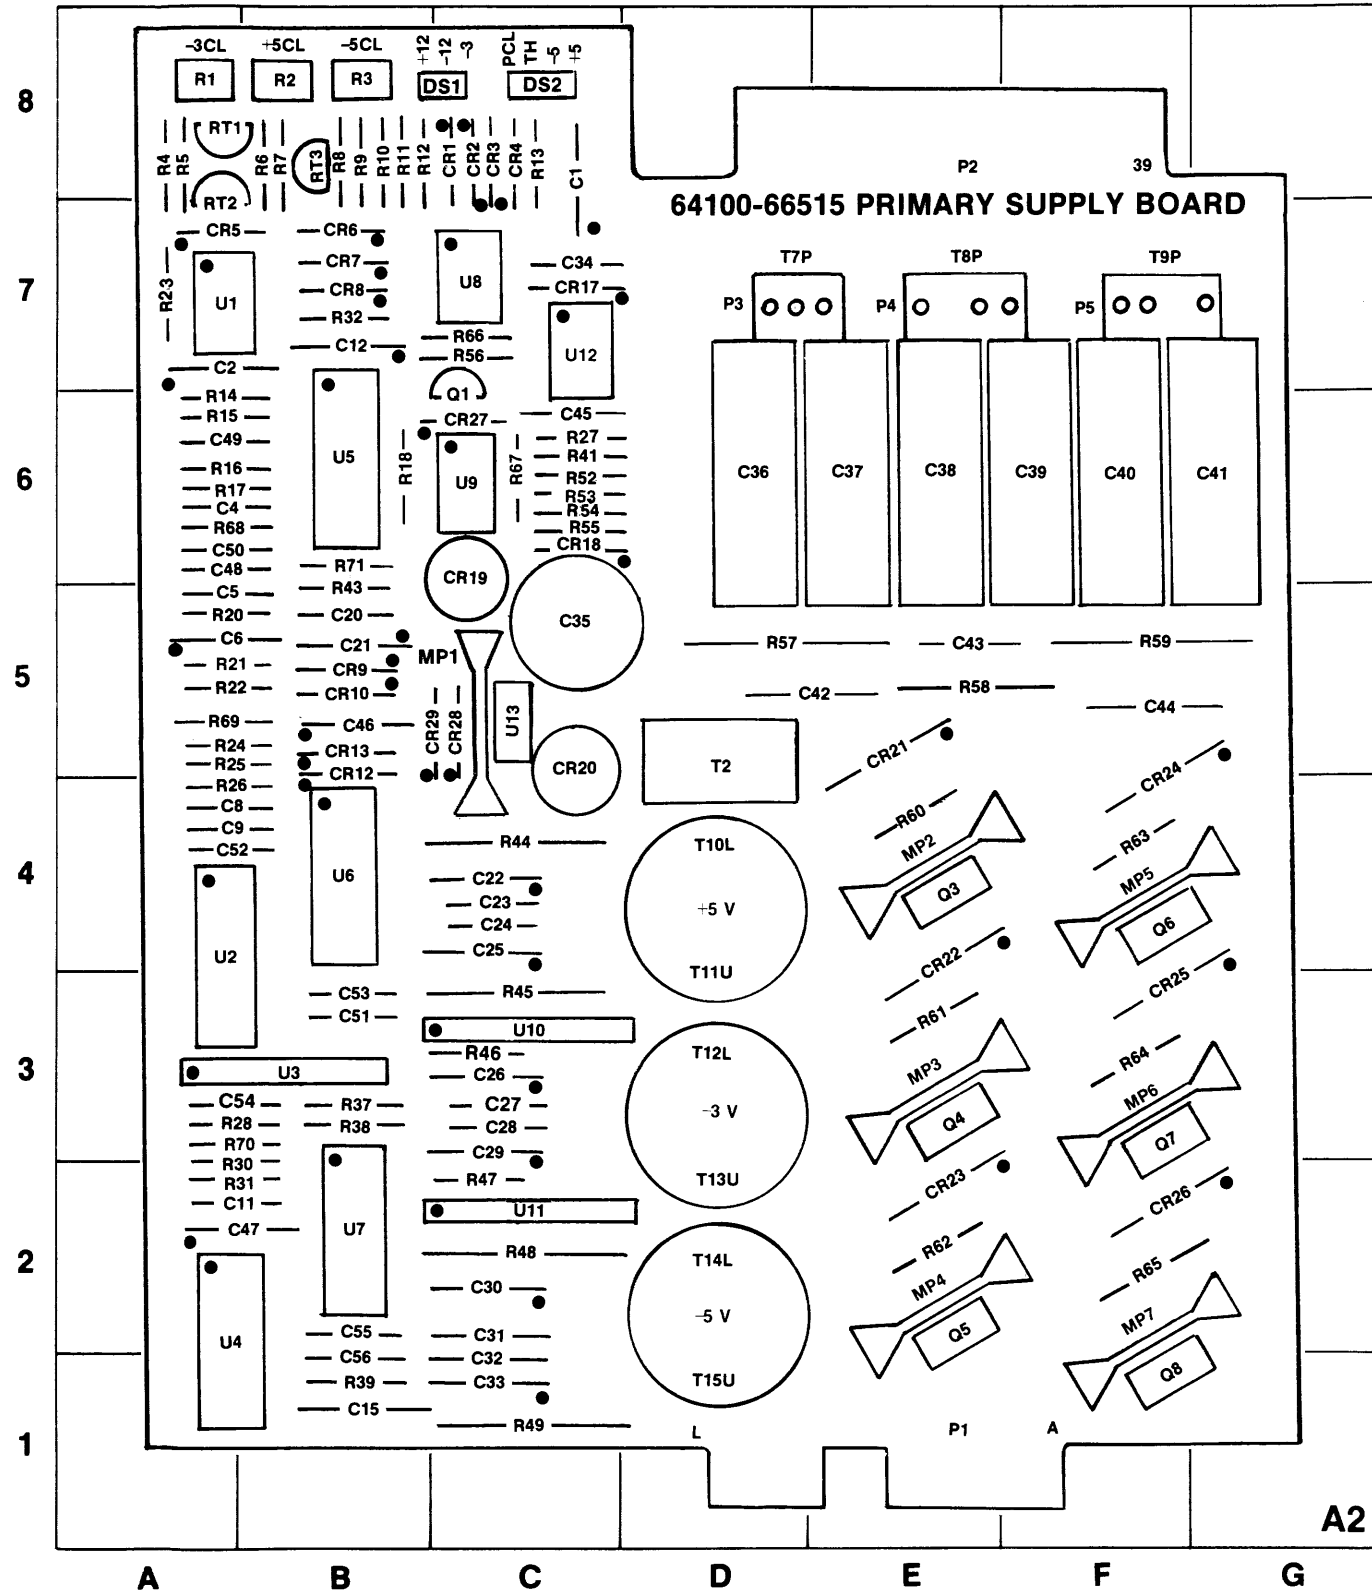 -3CL +5CL -5CL +12 -12 -3 PCL TH -5 +5
8 R1 R2 R3 DS1 DS2
RT1
R4 R5 R6 R7 RT3 R8 R9 R10 R11 R12 CR1 CR2 CR3 CR4 R13 C1 P2 39
RT2
64100-66515 PRIMARY SUPPLY BOARD
CR5 CR6
CR7 C34 T7P T8P T9P
7 R23 U1 CR8 U8 CR17 P3 P4 P5
R32
C12 R66
R56 U12
C2
R14 Q1
R15 CR27 C45
C49 R27
U5 R41
6 R16 R18 U9 R67 R52 C36 C37 C38 C39 C40 C41
R17 R53
C4 R54
R68 R55
C50 CR18
C48 R71
C5 R43 CR19
R20 C20 C35
C6 C21 R57 C43 R59
5 R21 CR9 MP1
R22 CR10 C42 R58
C44
R69 C46 CR29 CR28 U13
R24 CR13 CR21
R25 CR12 CR20 T2 CR24
R26
C8 R60
C9 R44 T10L MP2 R63
C52
4 U6 C22 Q3 MP5
C23 +5 V
C24 Q6
U2 C25 CR22
T11U CR25
C53 R45
C51 R61
U10
R46 T12L R64
3 U3 C26 MP3
C54 R37 C27 -3 V MP6
R28 R38 C28 Q4 Q7
R70
R30 C29
R31 R47 T13U CR23
C11 U11 CR26
C47 U7
R48 R62
2 T14L
C30 MP4 R65
-5 V
U4 C55 C31 Q5 MP7
C56 C32
R39 C33 T15U Q8
C15
R49 L P1 A
1
A2
A B C D E F G